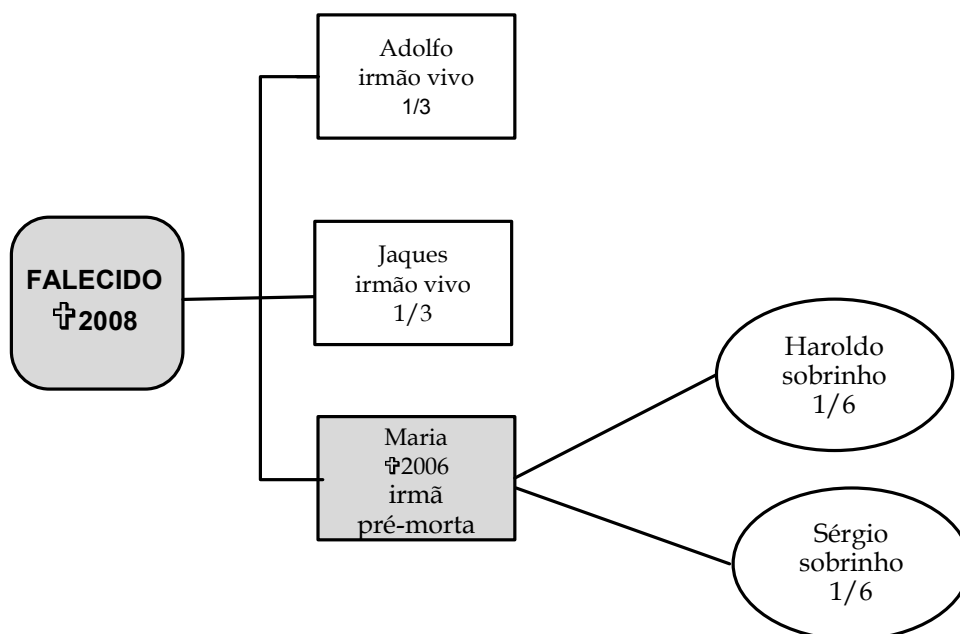 Adolfo
irmão vivo
1/3
FALECIDO
✞2008
Jaques
irmão vivo
1/3
Maria
✞2006
irmã
pré-morta
Haroldo
sobrinho
1/6
Sérgio
sobrinho
1/6